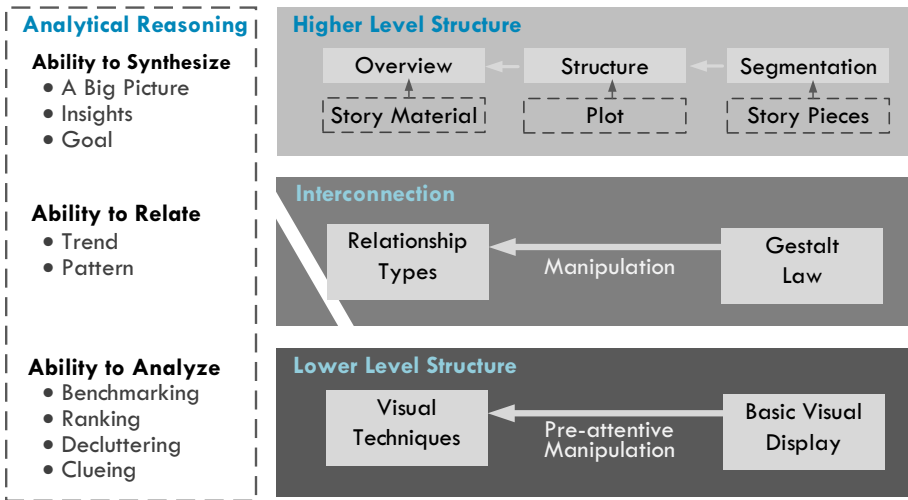 Analytical Reasoning
Ability to Synthesize
• A Big Picture
• Insights
• Goal
Ability to Relate
• Trend
• Pattern
Ability to Analyze
• Benchmarking
• Ranking
• Decluttering
• Clueing
Higher Level Structure
Overview
Structure
Segmentation
Story Material
Plot
Story Pieces
Interconnection
Relationship
Types
Manipulation
Gestalt
Law
Lower Level Structure
Visual
Techniques
Pre-attentive
Manipulation
Basic Visual
Display